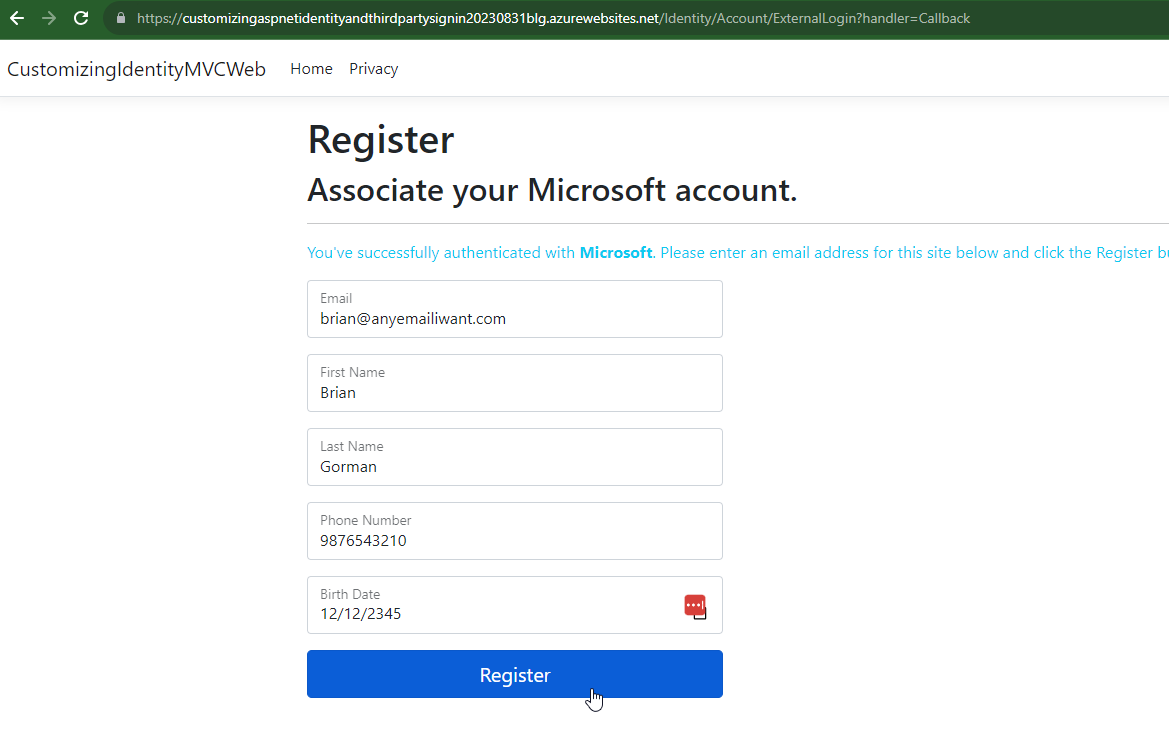 https://customizingaspnetidentityandthirdpartysignin20230831blg.azurewebsites.net/Identity/Account/ExternalLogin?handler=Callback
CustomizingIdentityMVCWeb Home Privacy
Register
Associate your Microsoft account.
You've successfully authenticated with Microsoft. Please enter an email address for this site below and click the Register
Email
brian@anyemailiwant.com
First Name
Brian
Last Name
Gorman
Phone Number
9876543210
Birth Date
12/12/2345
Register